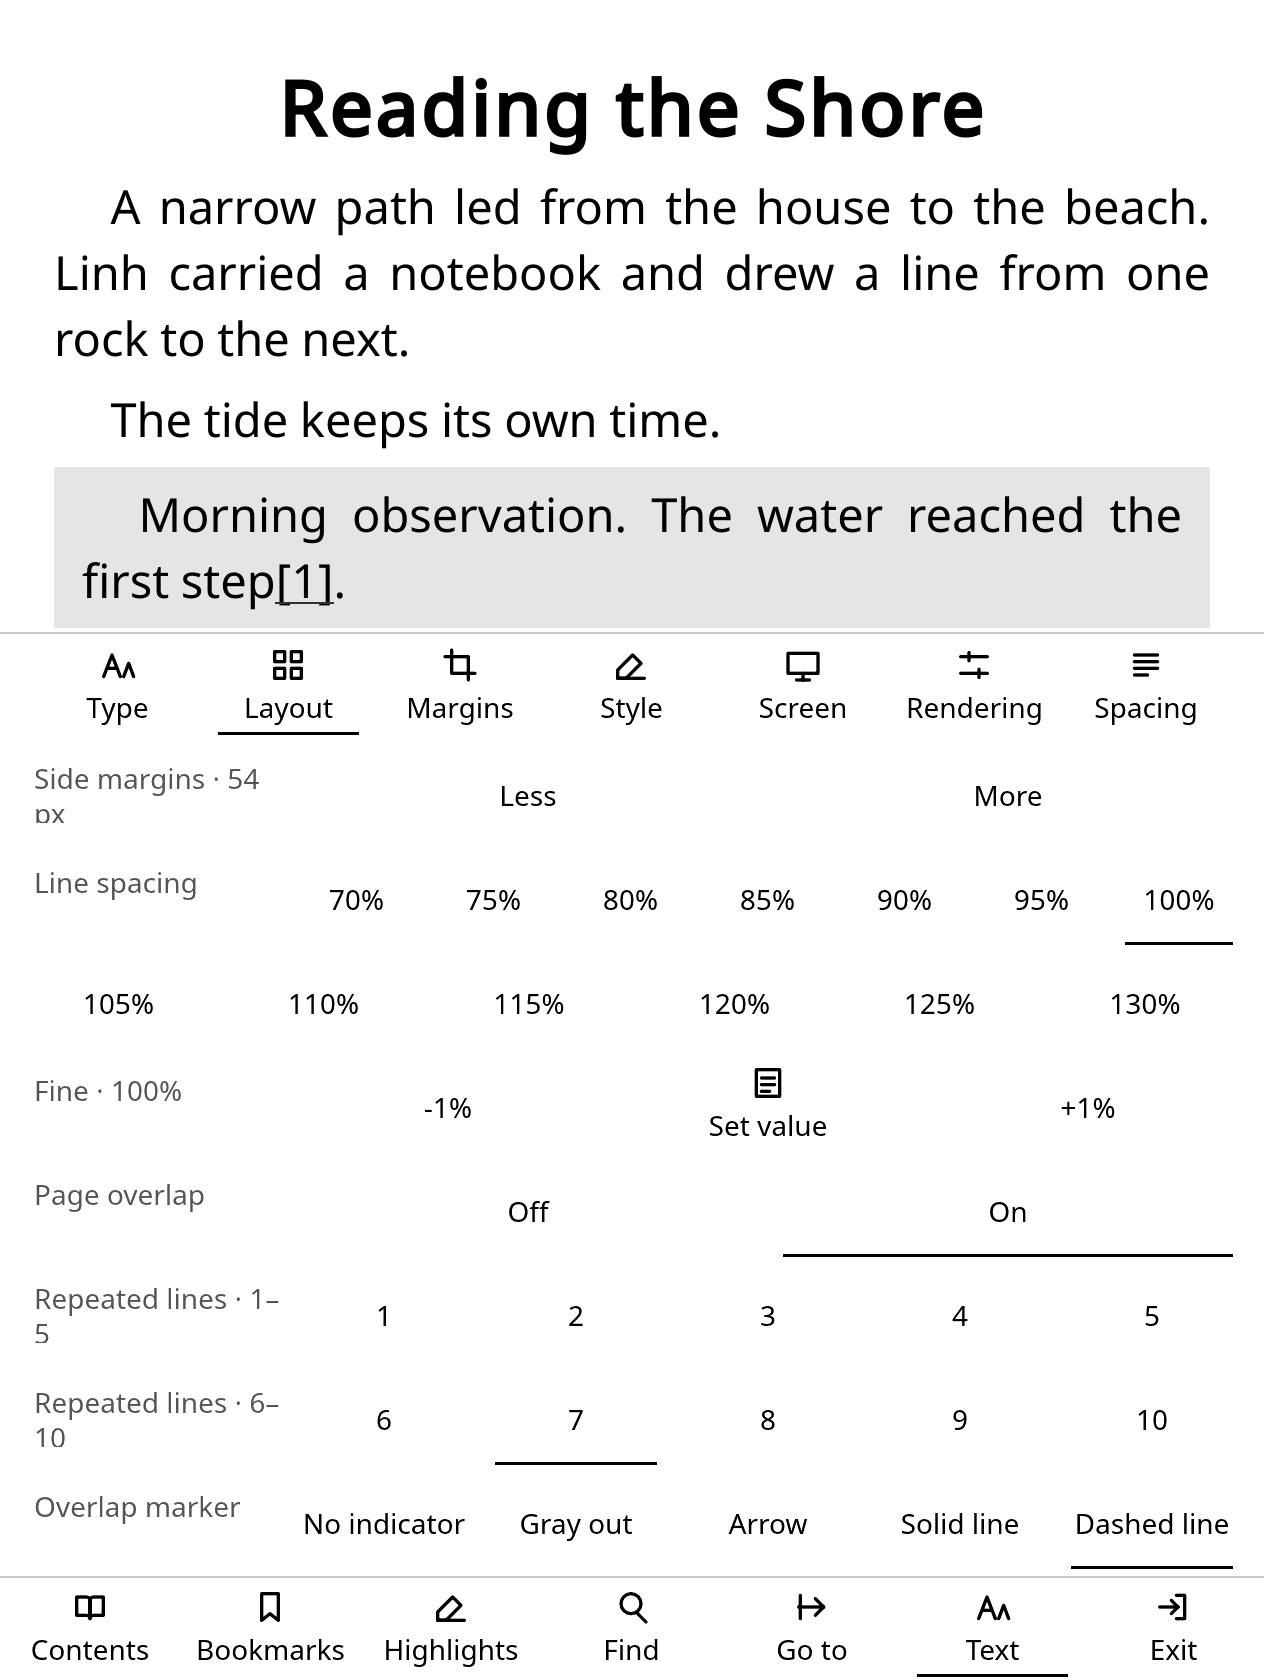 Reading the Shore
A narrow path led from the house to the beach.
Linh carried a notebook and drew a line from one
rock to the next.
The tide keeps its own time.
Morning observation. The water reached the
first step[1].
Type Layout Margins Style Screen Rendering Spacing
Side margins · 54
px
Less More
Line spacing
70% 75% 80% 85% 90% 95% 100%
105% 110% 115% 120% 125% 130%
Fine · 100%
-1% Set value +1%
Page overlap
Off On
Repeated lines · 1–
5
1 2 3 4 5
Repeated lines · 6–
10
6 7 8 9 10
Overlap marker
No indicator Gray out Arrow Solid line Dashed line
Contents Bookmarks Highlights Find Go to Text Exit